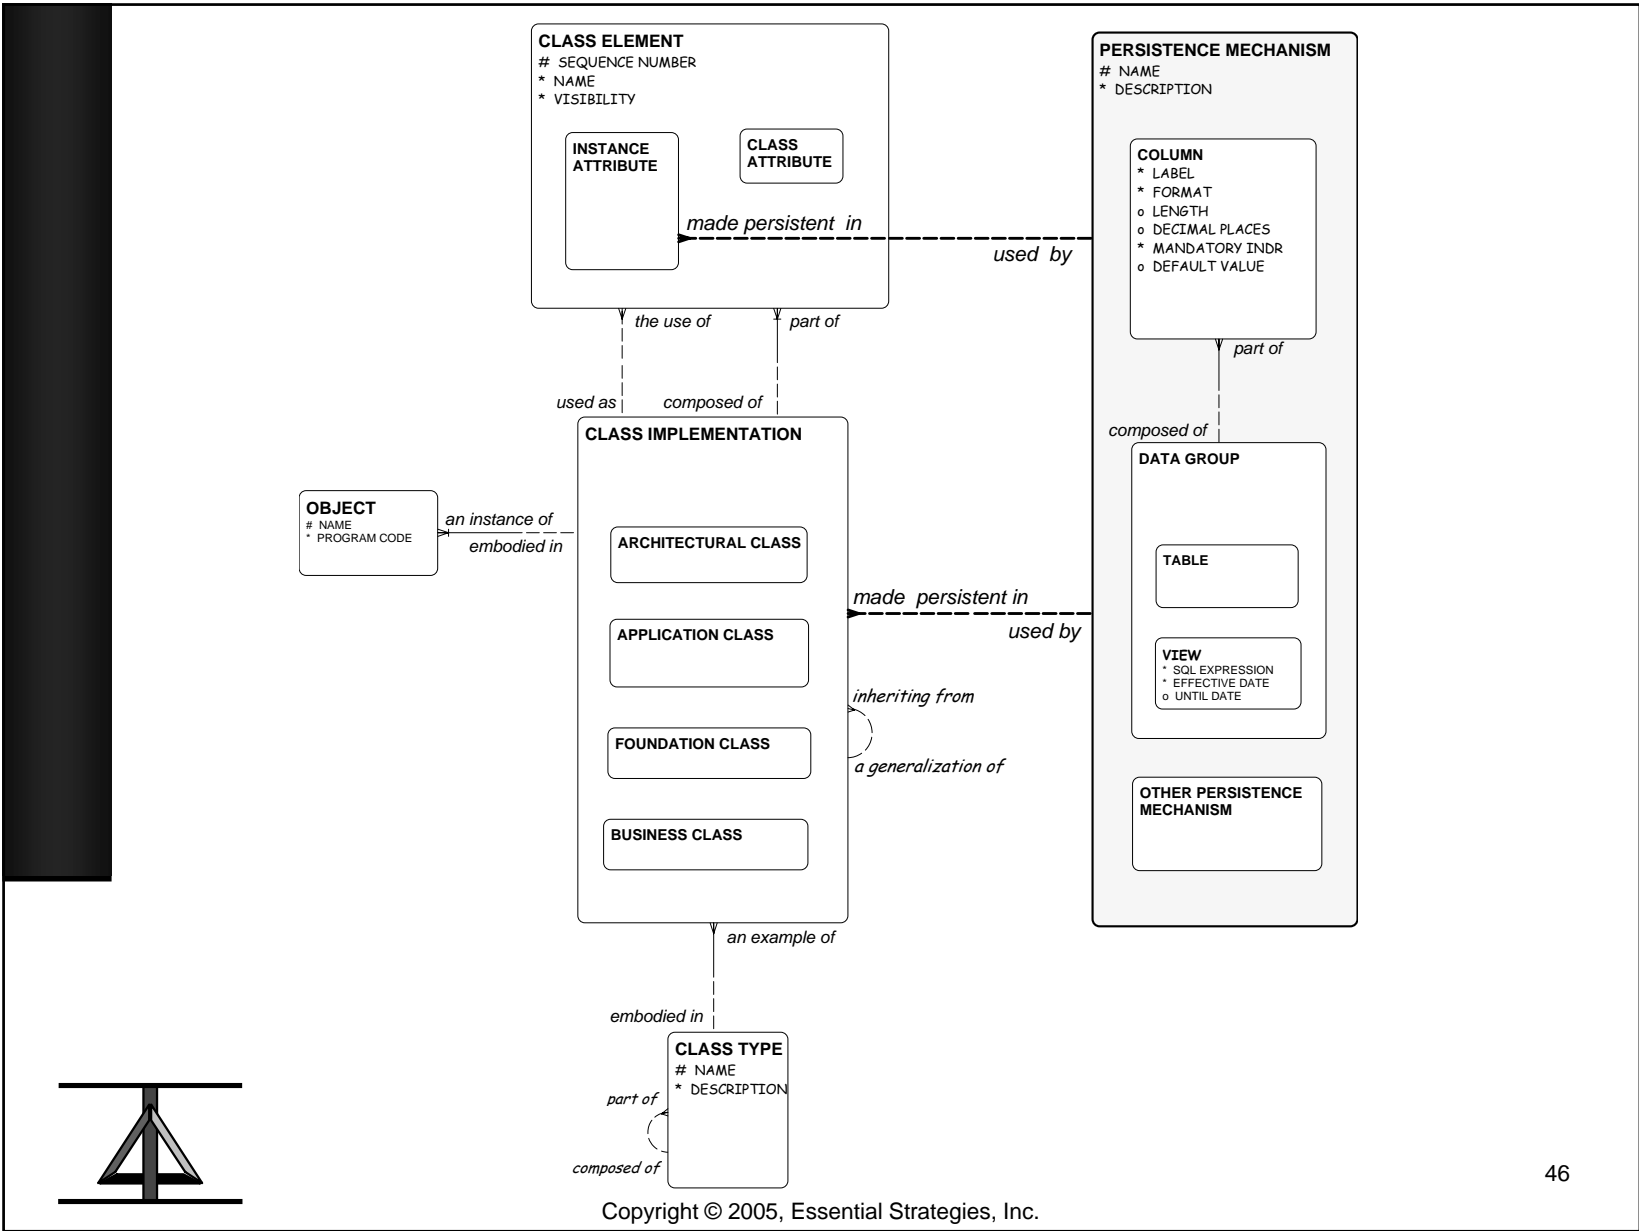 CLASS ELEMENT
# SEQUENCE NUMBER
* NAME
* VISIBILITY
INSTANCE
ATTRIBUTE
CLASS
ATTRIBUTE
made persistent in
used by
PERSISTENCE MECHANISM
# NAME
* DESCRIPTION
COLUMN
* LABEL
* FORMAT
o LENGTH
o DECIMAL PLACES
* MANDATORY INDR
o DEFAULT VALUE
part of
composed of
DATA GROUP
TABLE
VIEW
* SQL EXPRESSION
* EFFECTIVE DATE
o UNTIL DATE
OTHER PERSISTENCE
MECHANISM
the use of
part of
used as
composed of
CLASS IMPLEMENTATION
OBJECT
# NAME
* PROGRAM CODE
an instance of
embodied in
ARCHITECTURAL CLASS
APPLICATION CLASS
FOUNDATION CLASS
BUSINESS CLASS
made persistent in
used by
inheriting from
a generalization of
an example of
embodied in
CLASS TYPE
# NAME
* DESCRIPTION
part of
composed of
46
Copyright © 2005, Essential Strategies, Inc.